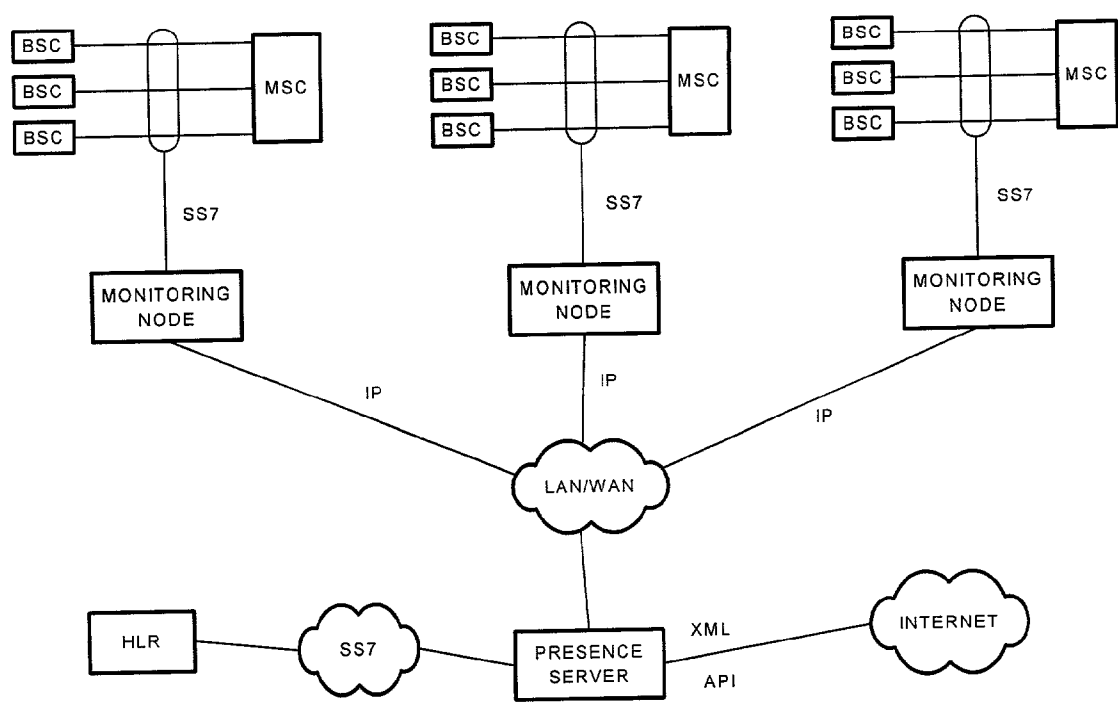 BSC
BSC
BSC
MSC
SS7
MONITORING
NODE
BSC
BSC
BSC
MSC
SS7
MONITORING
NODE
BSC
BSC
BSC
MSC
SS7
MONITORING
NODE
IP
IP
IP
LAN/WAN
HLR
SS7
PRESENCE
SERVER
XML
API
INTERNET